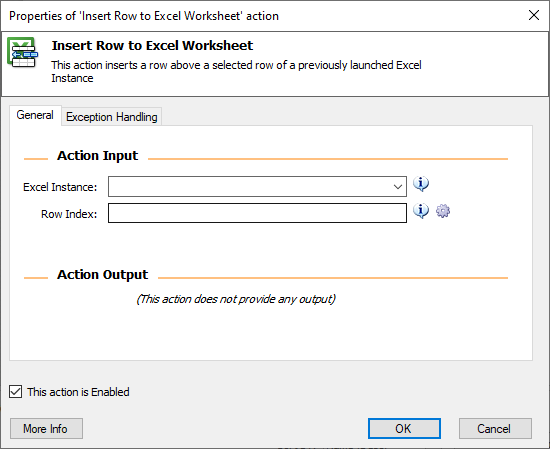 Properties of 'Insert Row to Excel Worksheet' action
Insert Row to Excel Worksheet
This action inserts a row above a selected row of a previously launched Excel
Instance
General
Exception Handling
Action Input
Excel Instance:
Row Index:
Action Output
(This action does not provide any output)
This action is Enabled
More Info
OK
Cancel